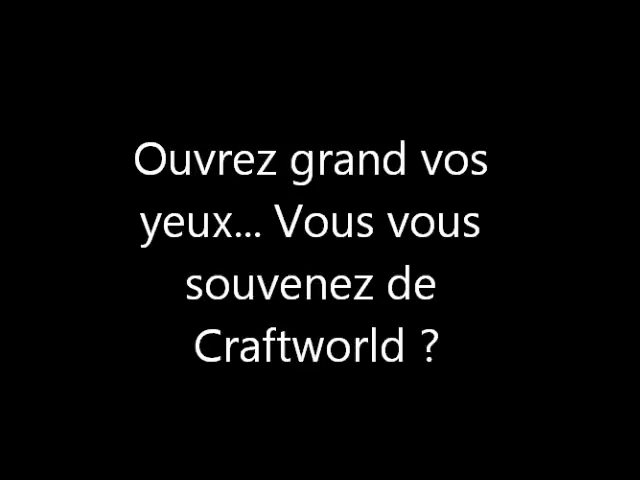 Ouvrez grand vos
yeux... Vous vous
souvenez de
Craftworld ?